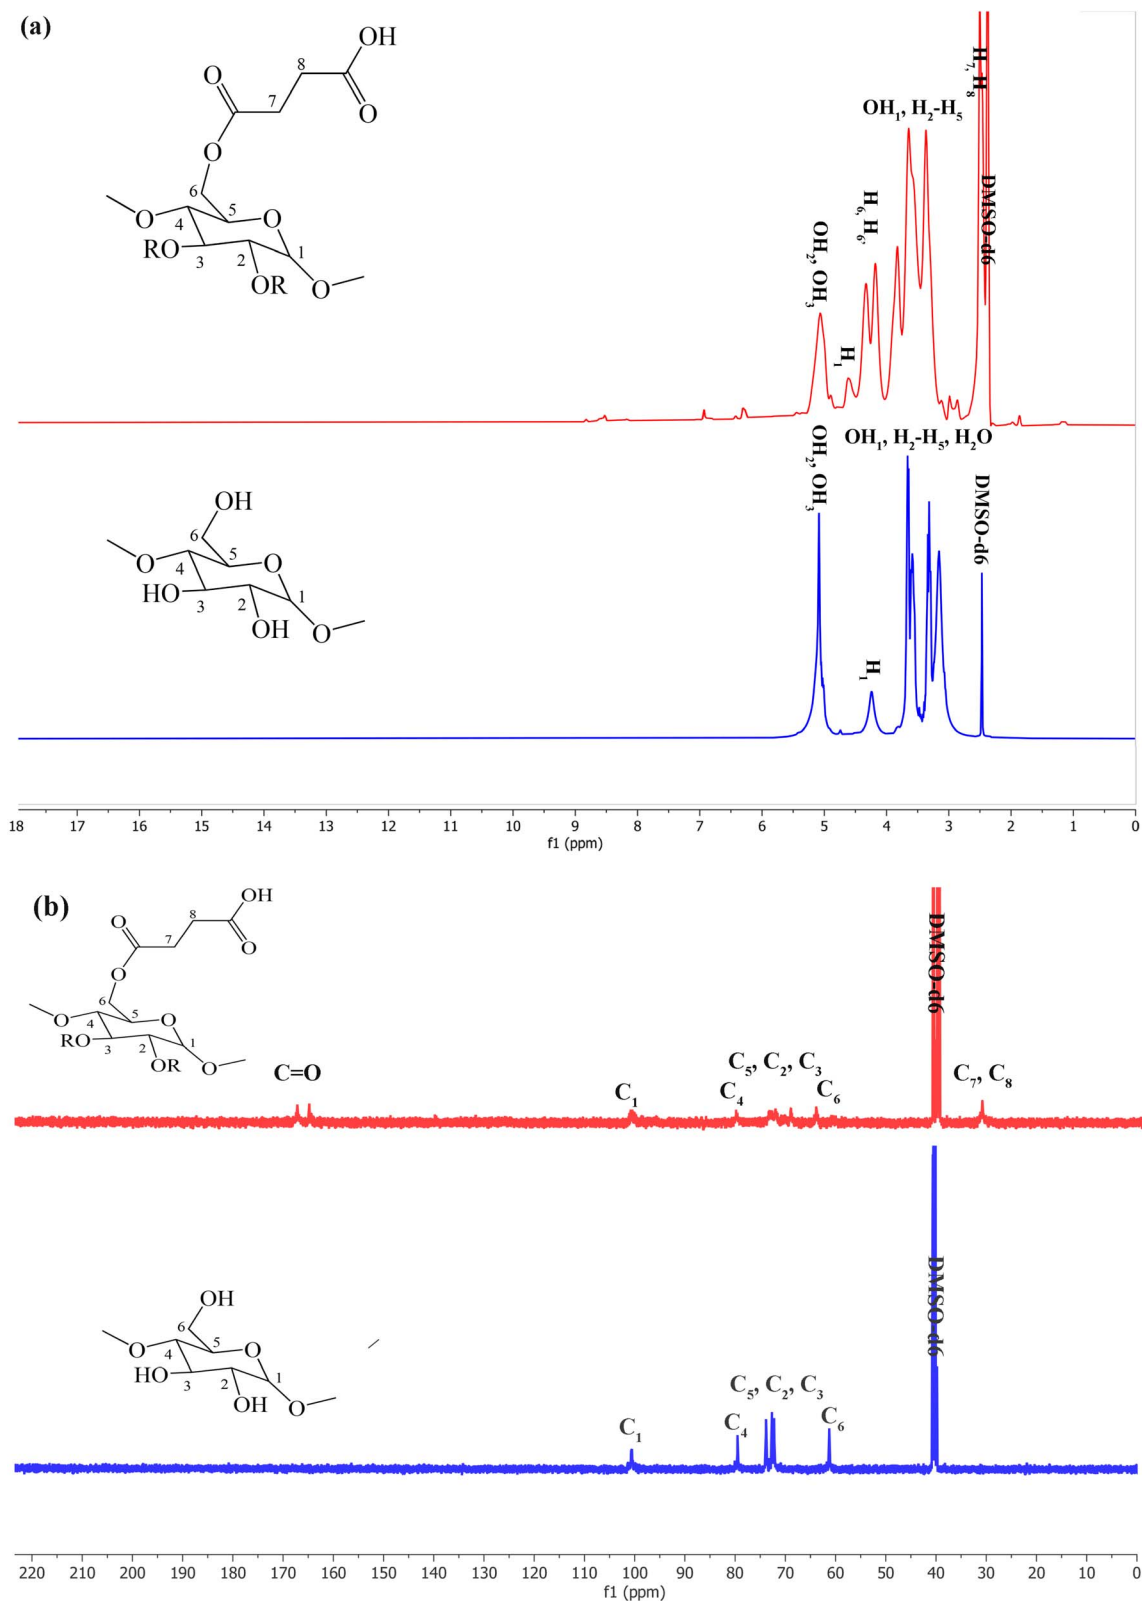 (a)
OH
O
8
7
O
O
6
5
O
O
4
RO
3
2
1
OR
O
H₇, H₈
OH₁, H₂-H₅
DMSO-d6
H₆, H₆'
OH₂, OH₃
H₁
OH₁, H₂-H₅, H₂O
OH₂, OH₃
DMSO-d6
H₁
OH
6
5
O
O
4
HO
3
2
1
OH
O
18 17 16 15 14 13 12 11 10 9 8 7 6 5 4 3 2 1 0
f1 (ppm)
(b)
OH
O
8
7
O
O
6
5
O
O
4
RO
3
2
1
OR
O
C=O
DMSO-d6
C₅, C₂, C₃
C₁
C₄
C₆
C₇, C₈
DMSO-d6
OH
6
5
O
O
4
HO
3
2
1
OH
O
C₅, C₂, C₃
C₁
C₄
C₆
220 210 200 190 180 170 160 150 140 130 120 110 100 90 80 70 60 50 40 30 20 10 0
f1 (ppm)